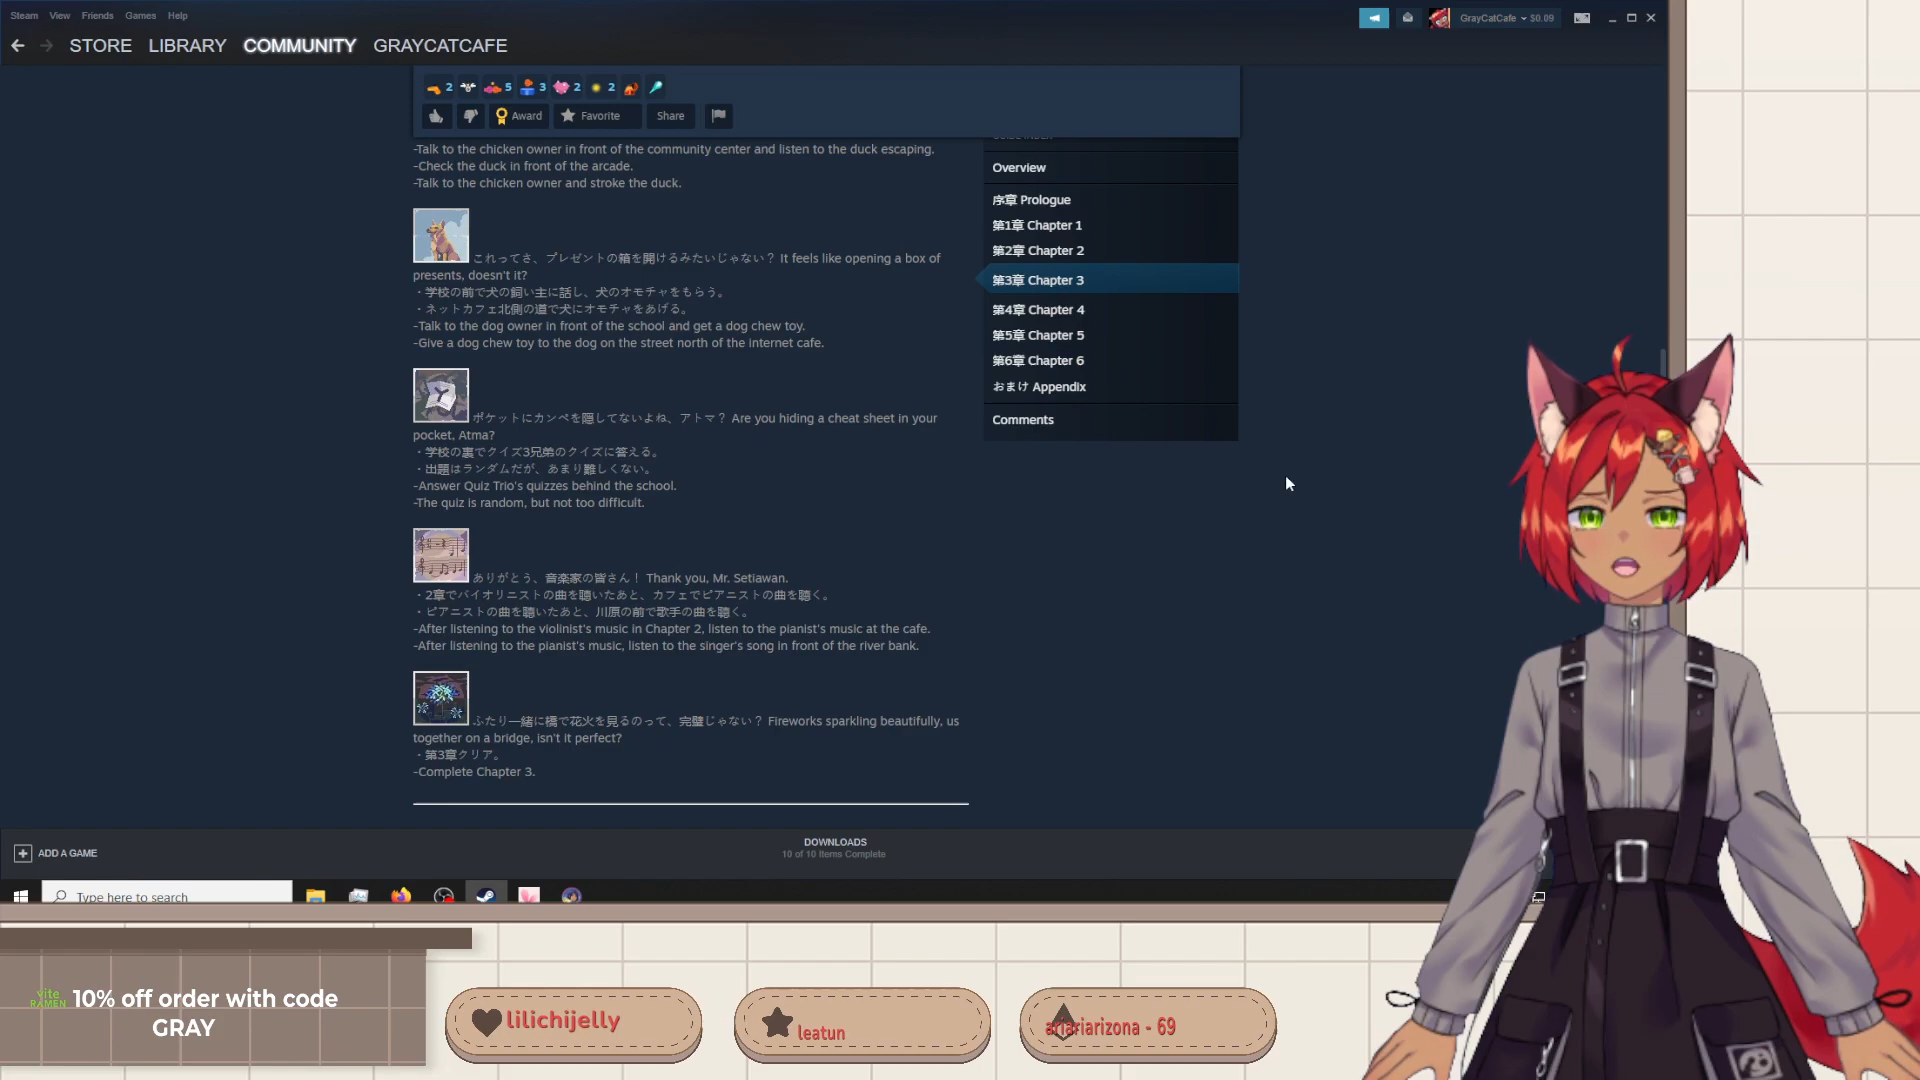 Steam View Friends Games Help
GrayCatCafe $0.09
STORE LIBRARY COMMUNITY GRAYCATCAFE
2 5 3 2 2
Award Favorite Share
-Talk to the chicken owner in front of the community center and listen to the duck escaping.
-Check the duck in front of the arcade.
-Talk to the chicken owner and stroke the duck.
これってさ、プレゼントの箱を開けるみたいじゃない？ It feels like opening a box of
presents, doesn't it?
・学校の前で犬の飼い主に話し、犬のオモチャをもらう。
・ネットカフェ北側の道で犬にオモチャをあげる。
-Talk to the dog owner in front of the school and get a dog chew toy.
-Give a dog chew toy to the dog on the street north of the internet cafe.
ポケットにカンペを隠してないよね、アトマ？ Are you hiding a cheat sheet in your
pocket, Atma?
・学校の裏でクイズ3兄弟のクイズに答える。
・出題はランダムだが、あまり難しくない。
-Answer Quiz Trio's quizzes behind the school.
-The quiz is random, but not too difficult.
ありがとう、音楽家の皆さん！ Thank you, Mr. Setiawan.
・2章でバイオリニストの曲を聴いたあと、カフェでピアニストの曲を聴く。
・ピアニストの曲を聴いたあと、川原の前で歌手の曲を聴く。
-After listening to the violinist's music in Chapter 2, listen to the pianist's music at the cafe.
-After listening to the pianist's music, listen to the singer's song in front of the river bank.
ふたり一緒に橋で花火を見るのって、完璧じゃない？ Fireworks sparkling beautifully, us
together on a bridge, isn't it perfect?
・第3章クリア。
-Complete Chapter 3.
Overview
序章 Prologue
第1章 Chapter 1
第2章 Chapter 2
第3章 Chapter 3
第4章 Chapter 4
第5章 Chapter 5
第6章 Chapter 6
おまけ Appendix
Comments
ADD A GAME
DOWNLOADS
10 of 10 Items Complete
Type here to search
vite RAMEN 10% off order with code
GRAY
lilichijelly
leatun
ariariarizona - 69